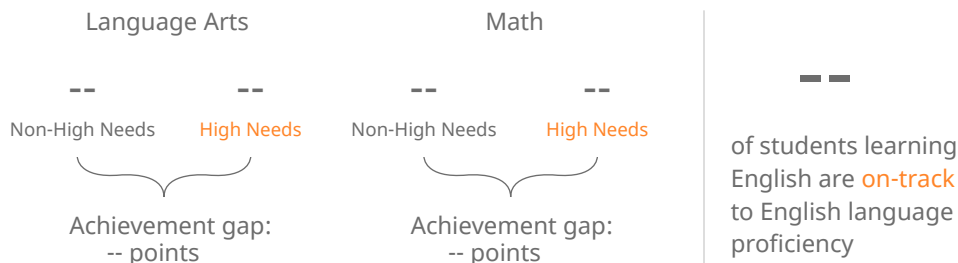 Language Arts
-- --
Non-High Needs High Needs
Achievement gap:
-- points
Math
-- --
Non-High Needs High Needs
Achievement gap:
-- points
--
of students learning
English are on-track
to English language
proficiency